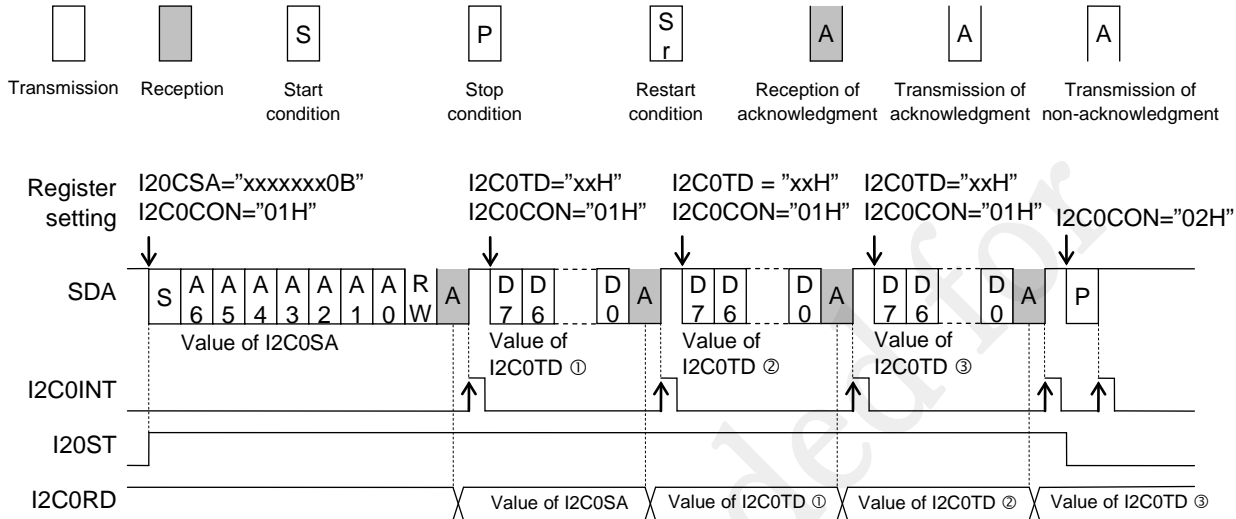 S
P
S
r
A
A
A
Transmission
Reception
Start
condition
Stop
condition
Restart
condition
Reception of
acknowledgment
Transmission of
acknowledgment
Transmission of
non-acknowledgment
Register
setting
I20CSA=”xxxxxxx0B”
I2C0CON=”01H”
I2C0TD=”xxH”
I2C0CON=”01H”
I2C0TD = ”xxH”
I2C0CON=”01H”
I2C0TD=”xxH”
I2C0CON=”01H”
I2C0CON=”02H”
SDA
S
A
6
A
5
A
4
A
3
A
2
A
1
A
0
R
W
A
D
7
D
6
D
0
A
D
7
D
6
D
0
A
D
7
D
6
D
0
A
P
Value of I2C0SA
Value of
I2C0TD ①
Value of
I2C0TD ②
Value of
I2C0TD ③
I2C0INT
I20ST
I2C0RD
Value of I2C0SA
Value of I2C0TD ①
Value of I2C0TD ②
Value of I2C0TD ③
ded for